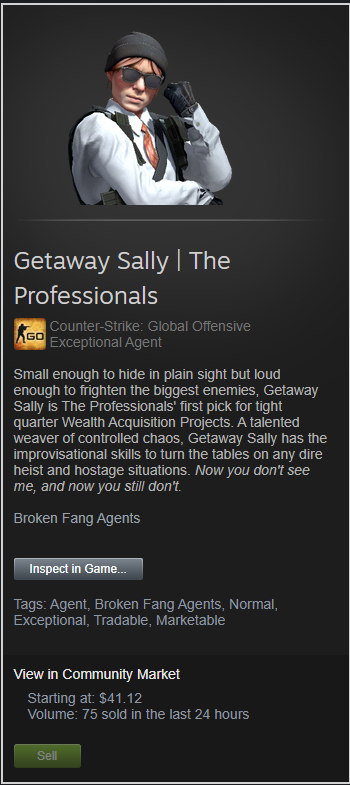 Getaway Sally | The
Professionals
GO
Counter-Strike: Global Offensive
Exceptional Agent
Small enough to hide in plain sight but loud
enough to frighten the biggest enemies, Getaway
Sally is The Professionals' first pick for tight
quarter Wealth Acquisition Projects. A talented
weaver of controlled chaos, Getaway Sally has the
improvisational skills to turn the tables on any dire
heist and hostage situations. Now you don't see
me, and now you still don't.
Broken Fang Agents
Inspect in Game...
Tags: Agent, Broken Fang Agents, Normal,
Exceptional, Tradable, Marketable
View in Community Market
Starting at: $41.12
Volume: 75 sold in the last 24 hours
Sell